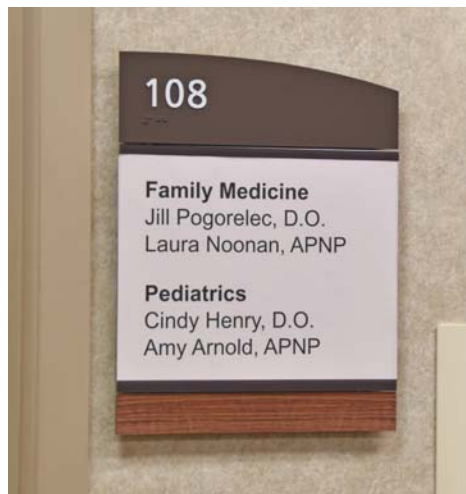 108
Family Medicine
Jill Pogorelec, D.O.
Laura Noonan, APNP
Pediatrics
Cindy Henry, D.O.
Amy Arnold, APNP